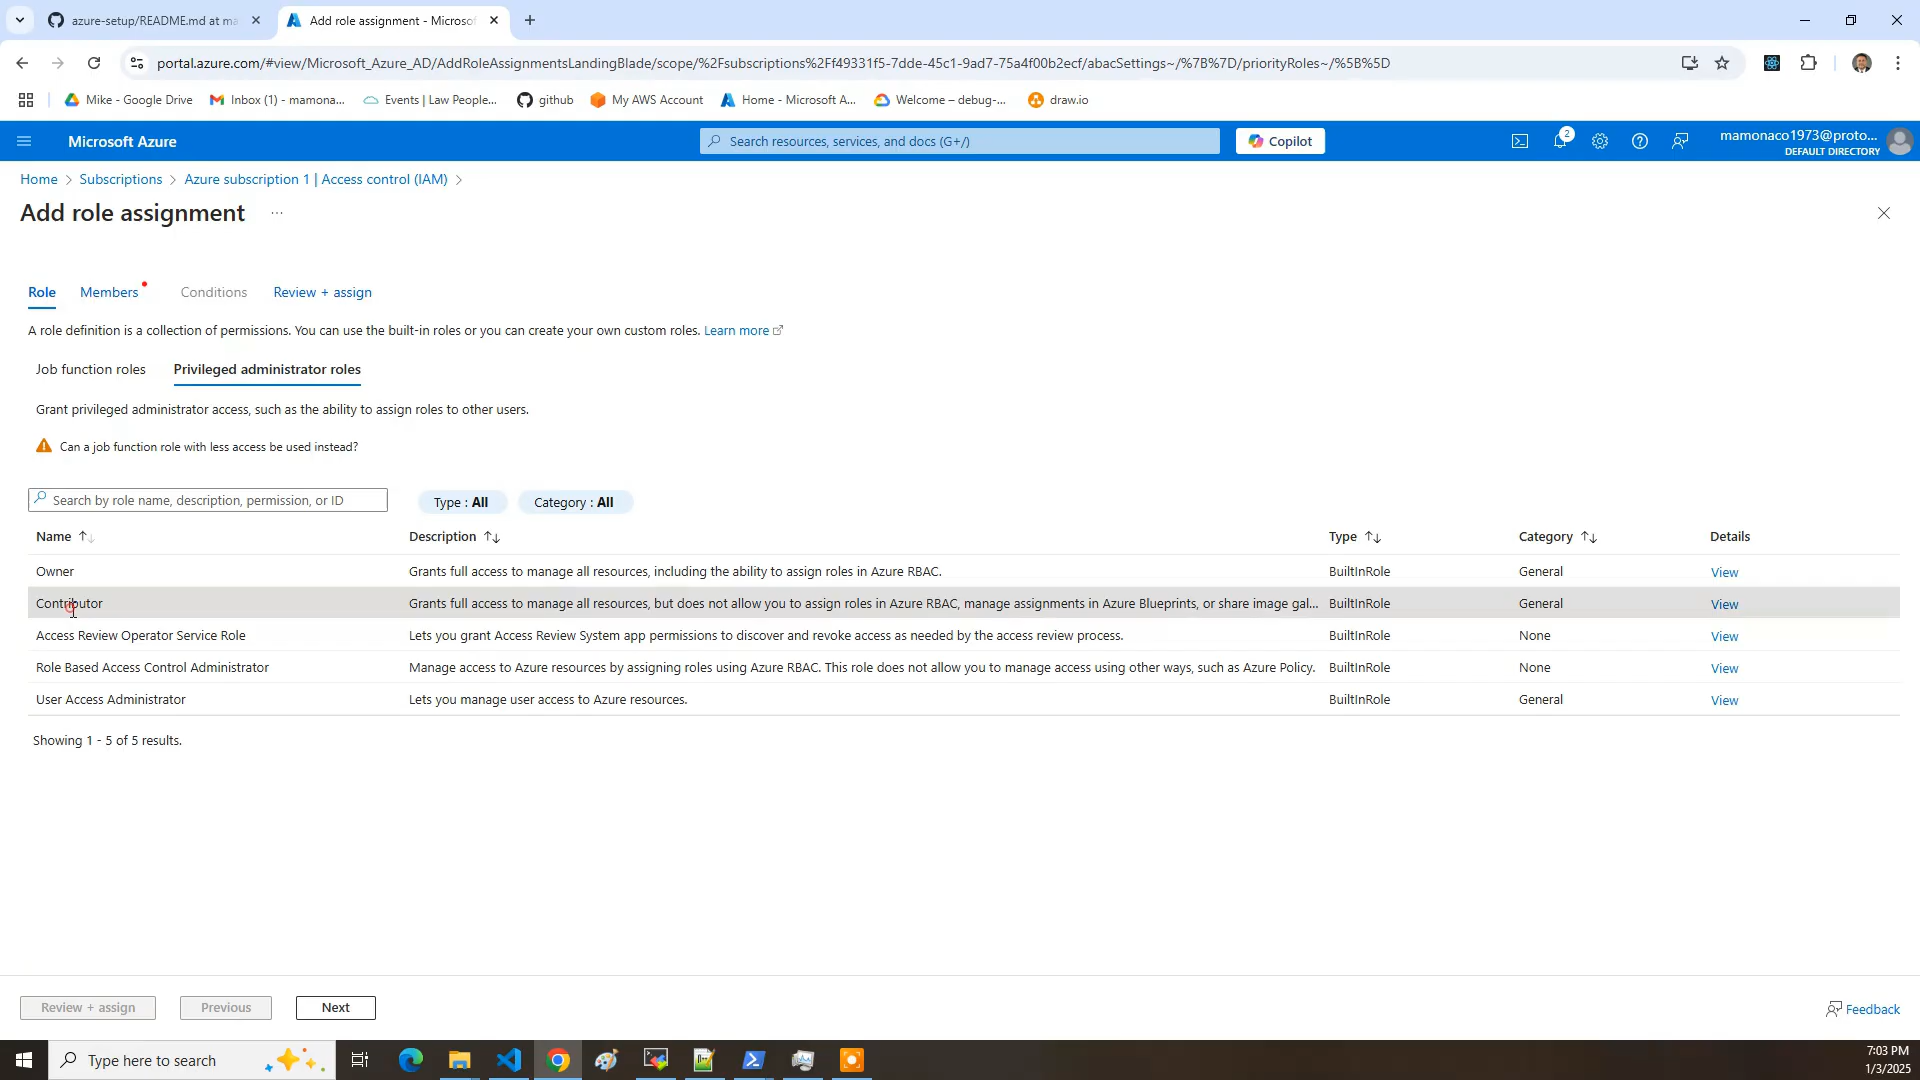 azure-setup/README.md at ma
Add role assignment - Microsof
portal.azure.com/#view/Microsoft_Azure_AD/AddRoleAssignmentsLandingBlade/scope/%2Fsubscriptions%2Ff49331f5-7dde-45c1-9ad7-75a4f00b2ecf/abacSettings~/%7B%7D/priorityRoles~/%5B%5D
Mike - Google Drive
Inbox (1) - mamona...
Events | Law People...
github
My AWS Account
Home - Microsoft A...
Welcome – debug-...
draw.io
Microsoft Azure
Search resources, services, and docs (G+/)
Copilot
2
mamonaco1973@proto...
DEFAULT DIRECTORY
Home > Subscriptions > Azure subscription 1 | Access control (IAM) >
Add role assignment ...
Role Members Conditions Review + assign
A role definition is a collection of permissions. You can use the built-in roles or you can create your own custom roles. Learn more
Job function roles Privileged administrator roles
Grant privileged administrator access, such as the ability to assign roles to other users.
Can a job function role with less access be used instead?
Search by role name, description, permission, or ID Type : All Category : All
Name Description Type Category Details
Owner Grants full access to manage all resources, including the ability to assign roles in Azure RBAC. BuiltInRole General View
Contributor Grants full access to manage all resources, but does not allow you to assign roles in Azure RBAC, manage assignments in Azure Blueprints, or share image gal... BuiltInRole General View
Access Review Operator Service Role Lets you grant Access Review System app permissions to discover and revoke access as needed by the access review process. BuiltInRole None View
Role Based Access Control Administrator Manage access to Azure resources by assigning roles using Azure RBAC. This role does not allow you to manage access using other ways, such as Azure Policy. BuiltInRole None View
User Access Administrator Lets you manage user access to Azure resources. BuiltInRole General View
Showing 1 - 5 of 5 results.
Review + assign Previous Next
Feedback
Type here to search
7:03 PM
1/3/2025